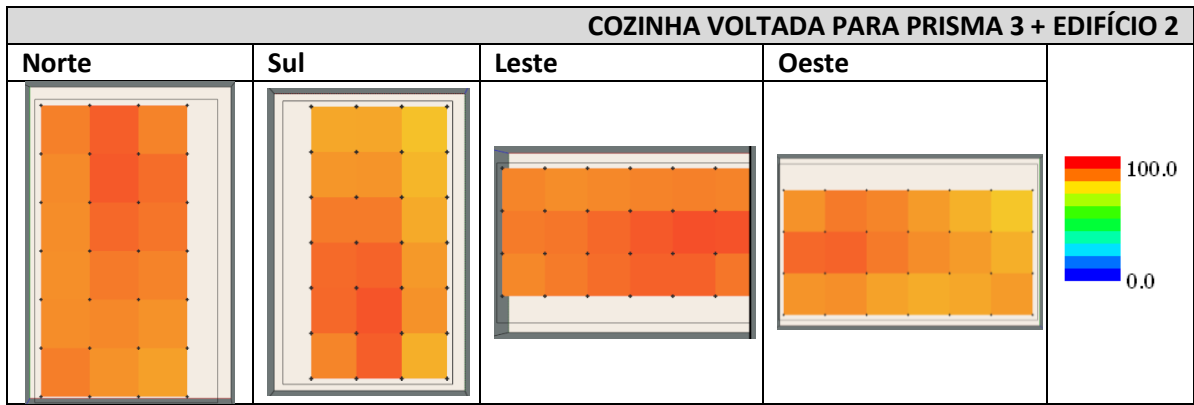 COZINHA VOLTADA PARA PRISMA 3 + EDIFÍCIO 2
Norte
Sul
Leste
Oeste
100.0
0.0